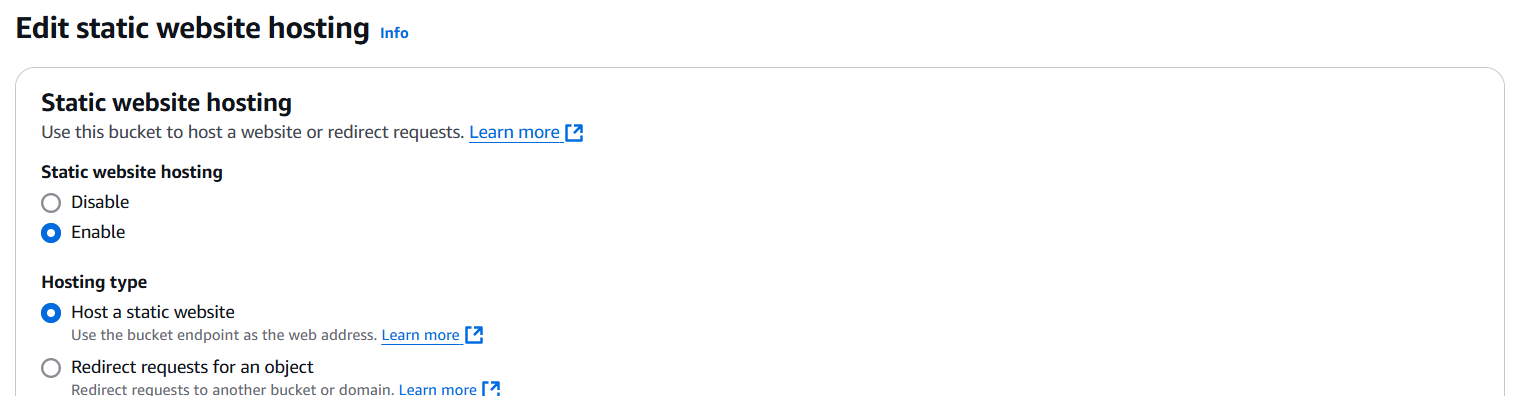 Edit static website hosting Info
Static website hosting
Use this bucket to host a website or redirect requests. Learn more
Static website hosting
Disable
Enable
Hosting type
Host a static website
Use the bucket endpoint as the web address. Learn more
Redirect requests for an object
Redirect requests to another bucket or domain. Learn more